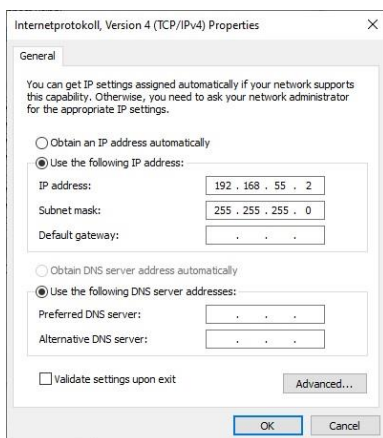 Internetprotokoll, Version 4 (TCP/IPv4) Properties
General
You can get IP settings assigned automatically if your network supports
this capability. Otherwise, you need to ask your network administrator
for the appropriate IP settings.
Obtain an IP address automatically
Use the following IP address:
IP address: 192 . 168 . 55 . 2
Subnet mask: 255 . 255 . 255 . 0
Default gateway: . . .
Obtain DNS server address automatically
Use the following DNS server addresses:
Preferred DNS server: . . .
Alternative DNS server: . . .
Validate settings upon exit
Advanced...
OK Cancel